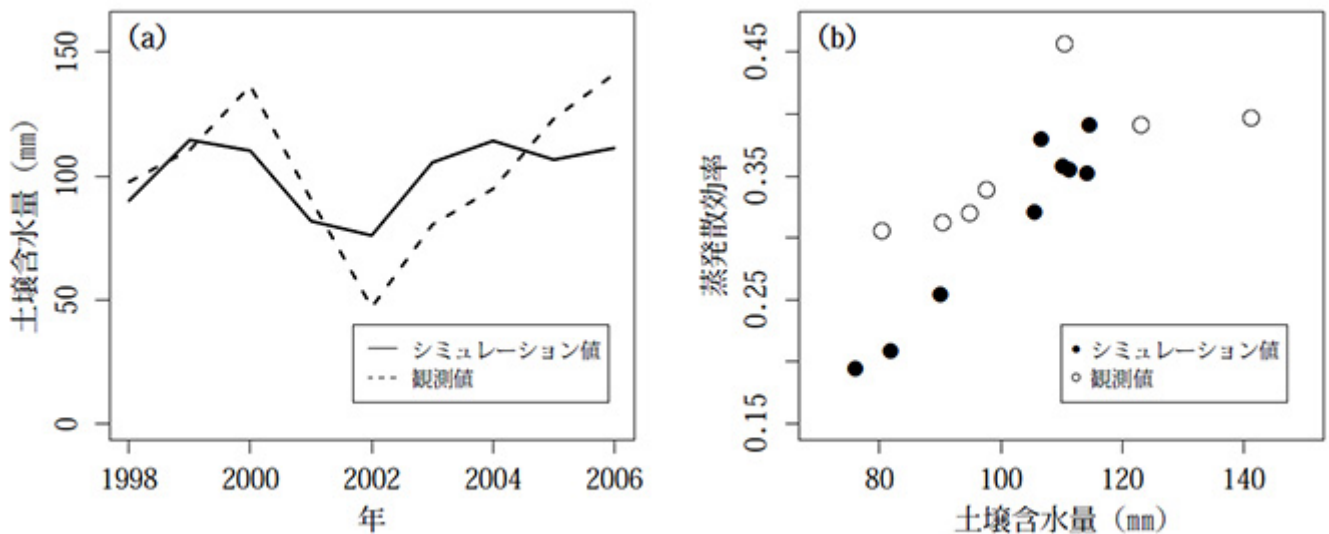 (a)
150
100
50
0
土壌含水量（㎜）
シミュレーション値
観測値
1998 2000 2002 2004 2006
年
(b)
0.45
0.35
0.25
0.15
蒸発散効率
シミュレーション値
観測値
80 100 120 140
土壌含水量（㎜）